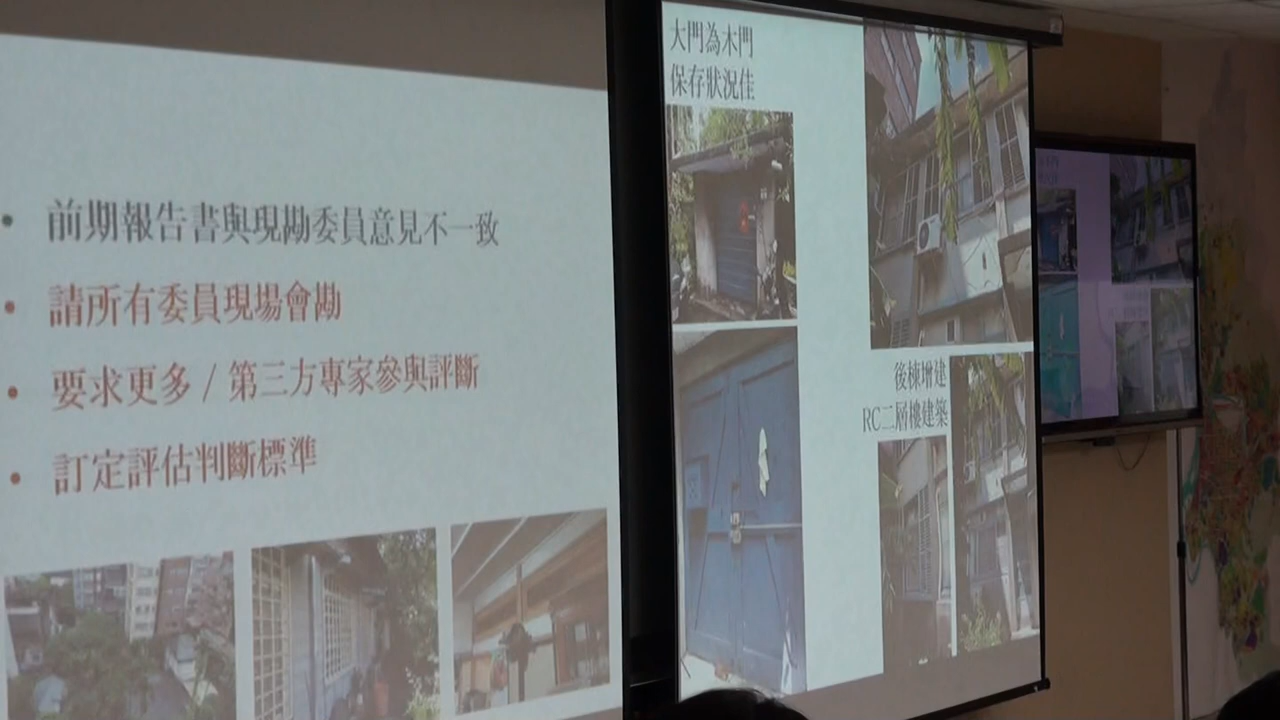 • 前期報告書與現勘委員意見不一致
• 請所有委員現場會勘
• 要求更多 / 第三方專家參與評斷
• 訂定評估判斷標準
大門為木門
保存狀況佳
後棟增建
RC二層樓建築